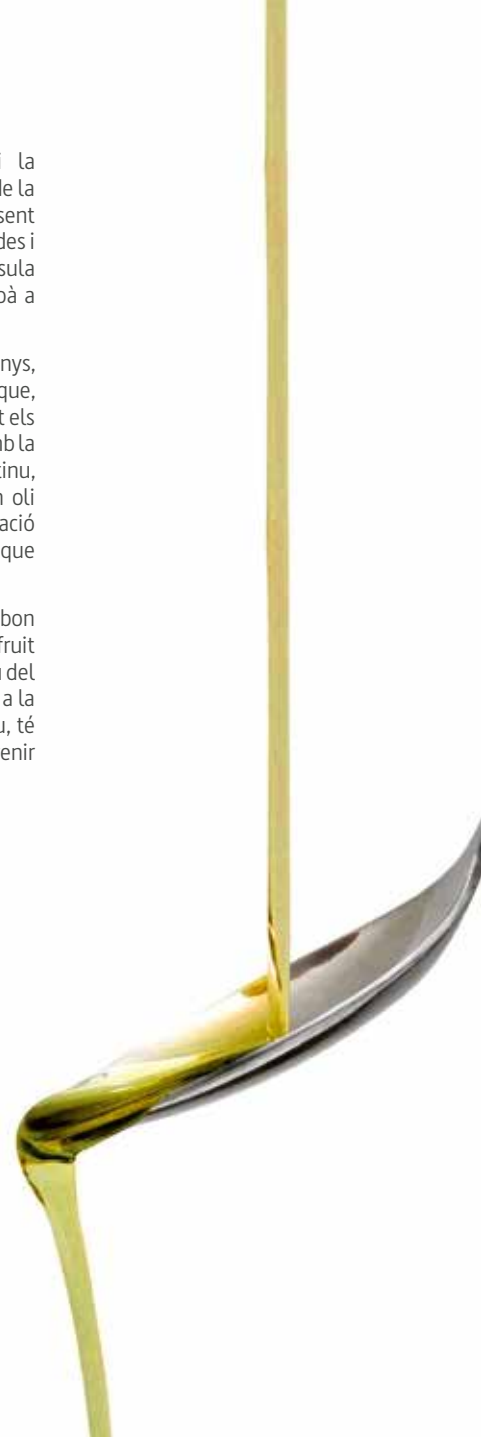 i la
de la
sent
des i
sula
pà a
nys,
que,
t els
mb la
tinu,
n oli
ació
que
bon
fruit
u del
a la
u, té
enir